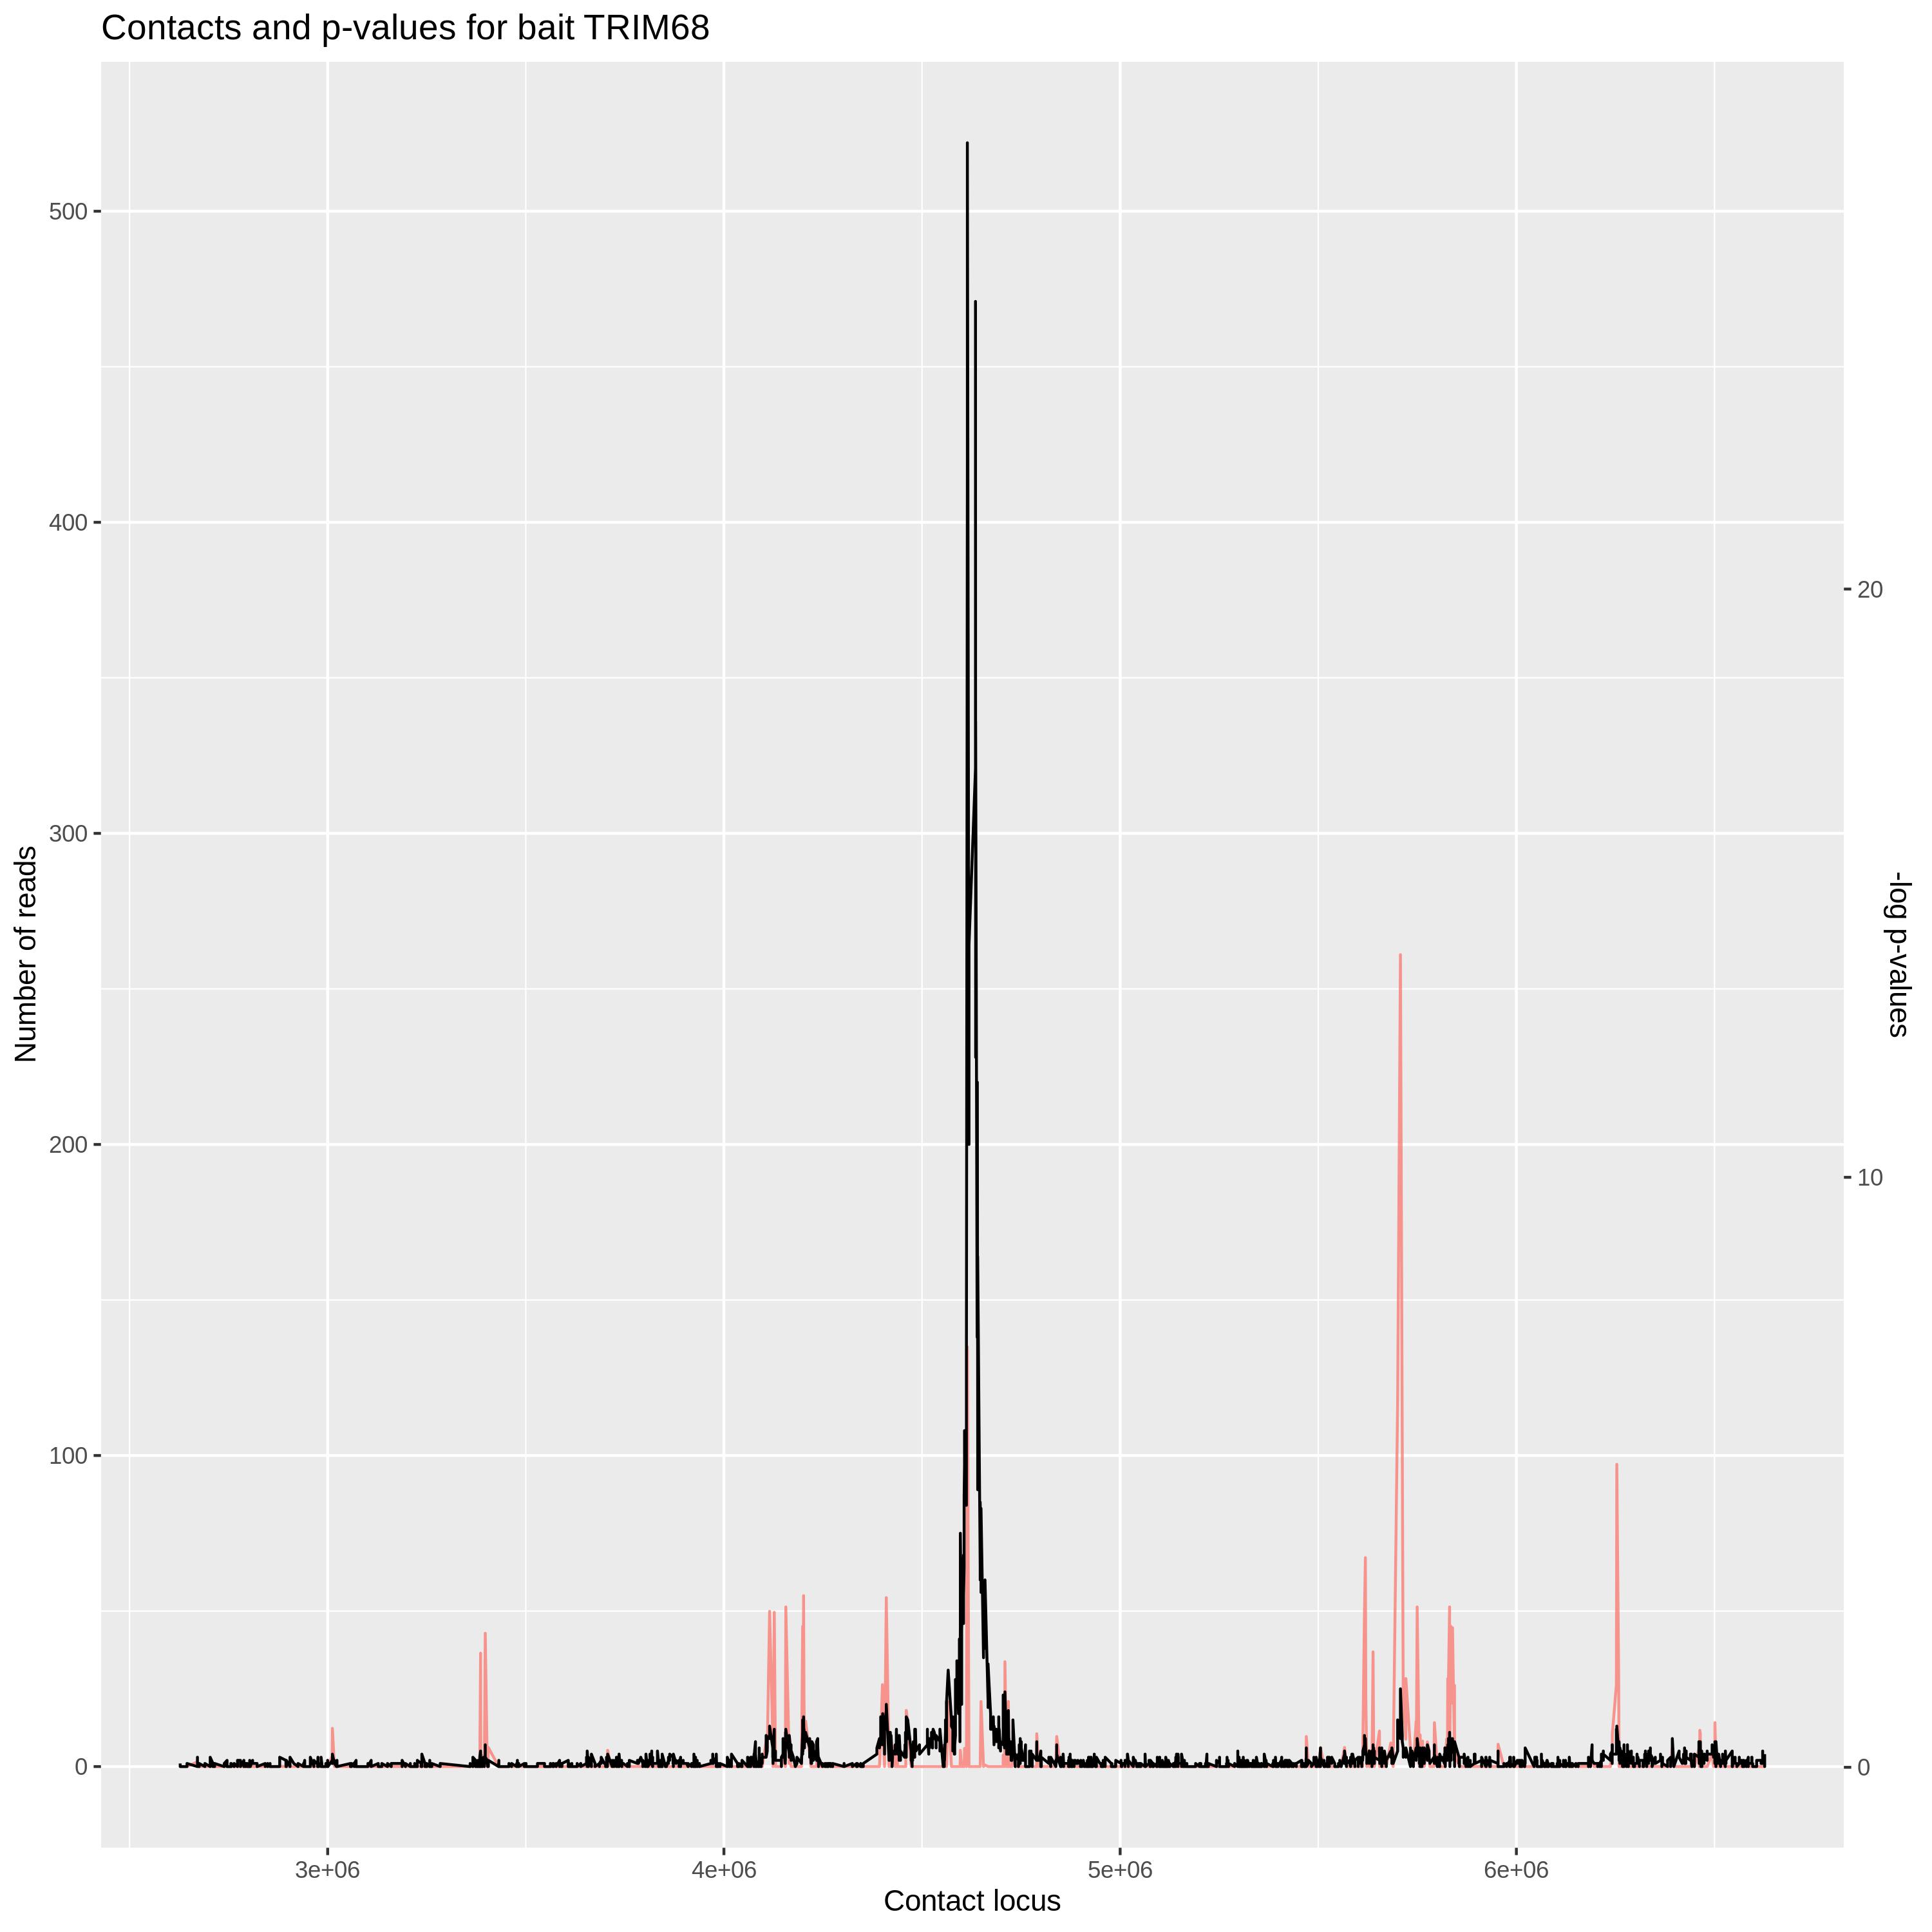 Contacts and p-values for bait TRIM68
500
400
300
200
100
0
Number of reads
20
10
0
-log p-values
3e+06
4e+06
5e+06
6e+06
Contact locus